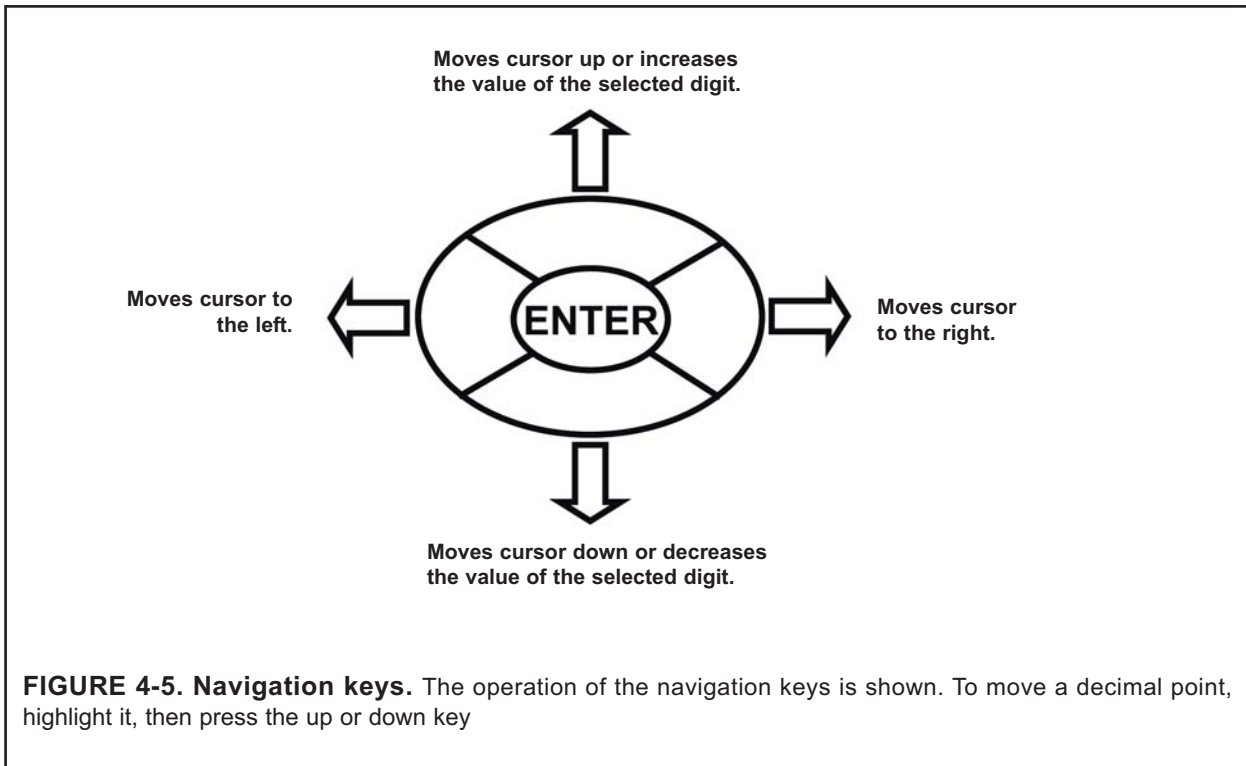 Moves cursor up or increases
the value of the selected digit.
Moves cursor to
the left.
ENTER
Moves cursor
to the right.
Moves cursor down or decreases
the value of the selected digit.
FIGURE 4-5. Navigation keys. The operation of the navigation keys is shown. To move a decimal point,
highlight it, then press the up or down key